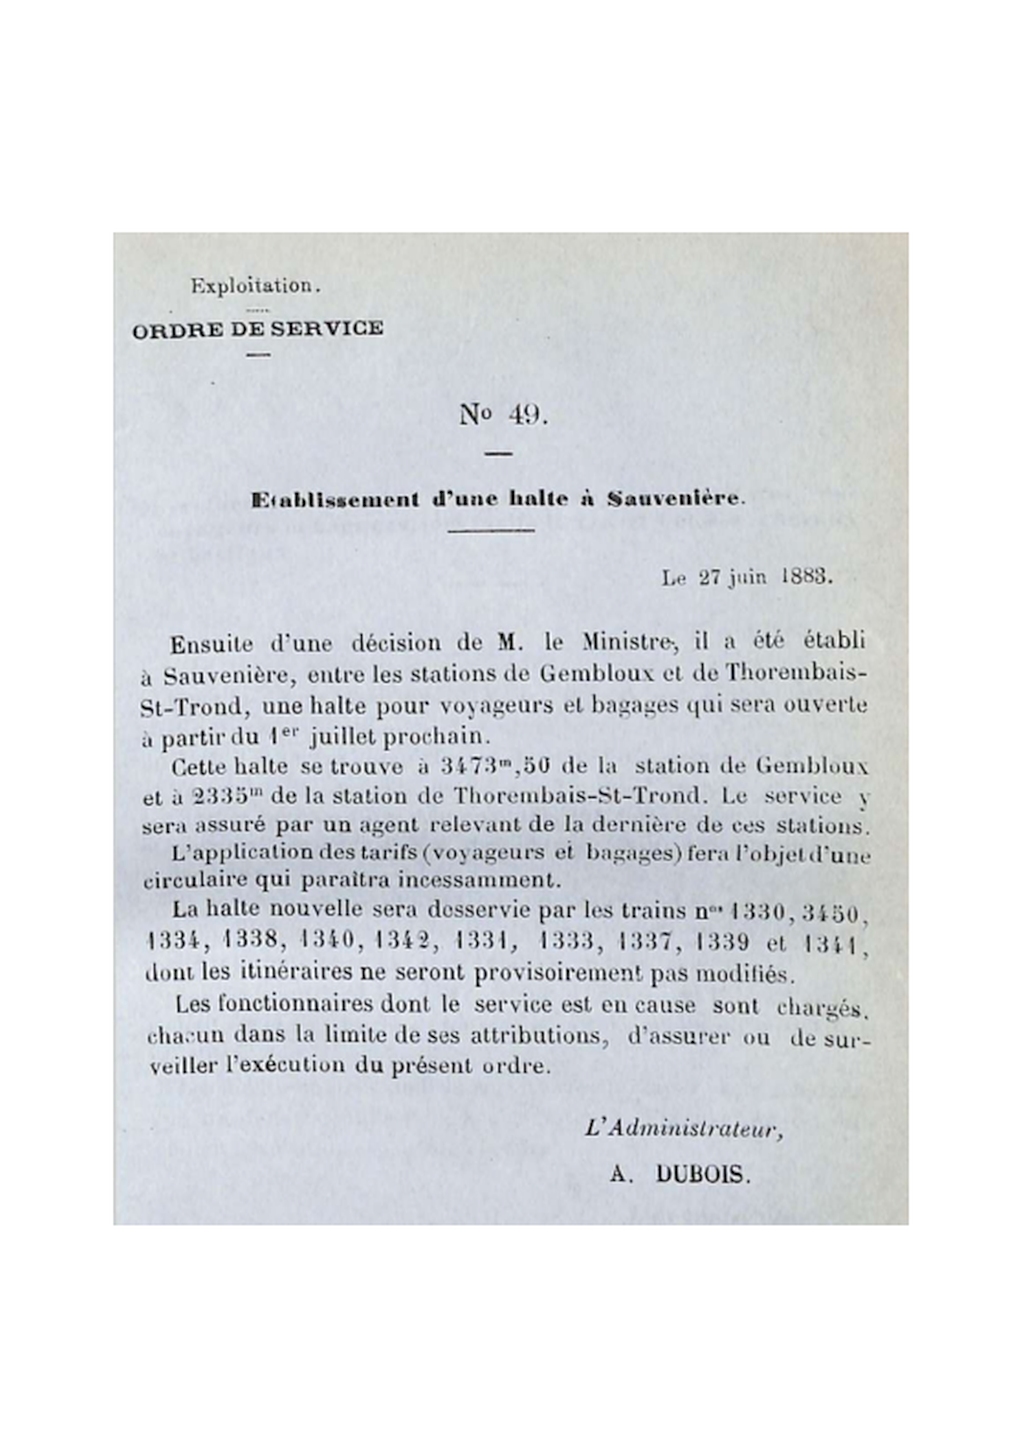 Exploitation.
ORDRE DE SERVICE
No 49.
Etablissement d'une halte à Sauvenière.
Le 27 juin 1883.
Ensuite d'une décision de M. le Ministre, il a été établi
à Sauvenière, entre les stations de Gembloux et de Thorembais-
St-Trond, une halte pour voyageurs et bagages qui sera ouverte
à partir du 1er juillet prochain.
Cette halte se trouve à 3473m,50 de la station de Gembloux
et à 2335m de la station de Thorembais-St-Trond. Le service y
sera assuré par un agent relevant de la dernière de ces stations.
L'application des tarifs (voyageurs et bagages) fera l'objet d'une
circulaire qui paraîtra incessamment.
La halte nouvelle sera desservie par les trains nos 1330, 3450,
1334, 1338, 1340, 1342, 1331, 1333, 1337, 1339 et 1341,
dont les itinéraires ne seront provisoirement pas modifiés.
Les fonctionnaires dont le service est en cause sont chargés,
chacun dans la limite de ses attributions, d'assurer ou de sur-
veiller l'exécution du présent ordre.
L'Administrateur,
A. DUBOIS.